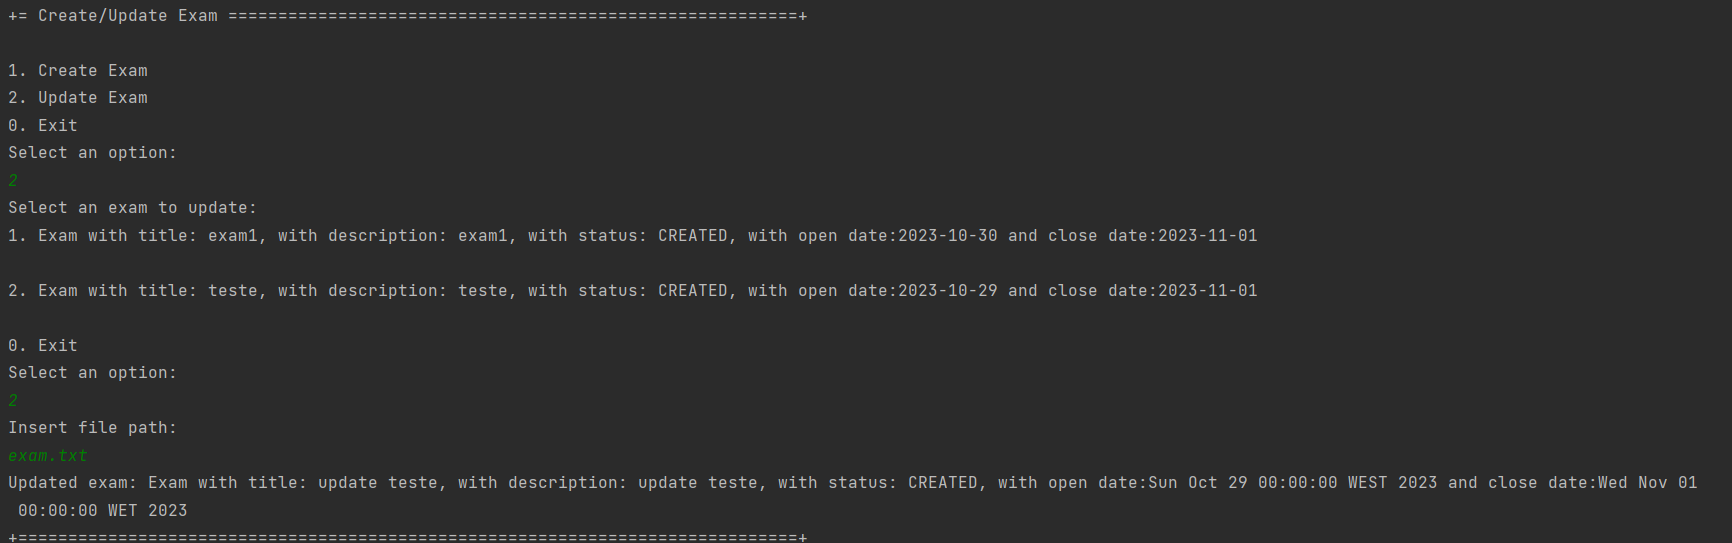 += Create/Update Exam =========================================================+
1. Create Exam
2. Update Exam
0. Exit
Select an option:
2
Select an exam to update:
1. Exam with title: exam1, with description: exam1, with status: CREATED, with open date:2023-10-30 and close date:2023-11-01
2. Exam with title: teste, with description: teste, with status: CREATED, with open date:2023-10-29 and close date:2023-11-01
0. Exit
Select an option:
2
Insert file path:
exam.txt
Updated exam: Exam with title: update teste, with description: update teste, with status: CREATED, with open date:Sun Oct 29 00:00:00 WEST 2023 and close date:Wed Nov 01
00:00:00 WET 2023
+==============================================================================+